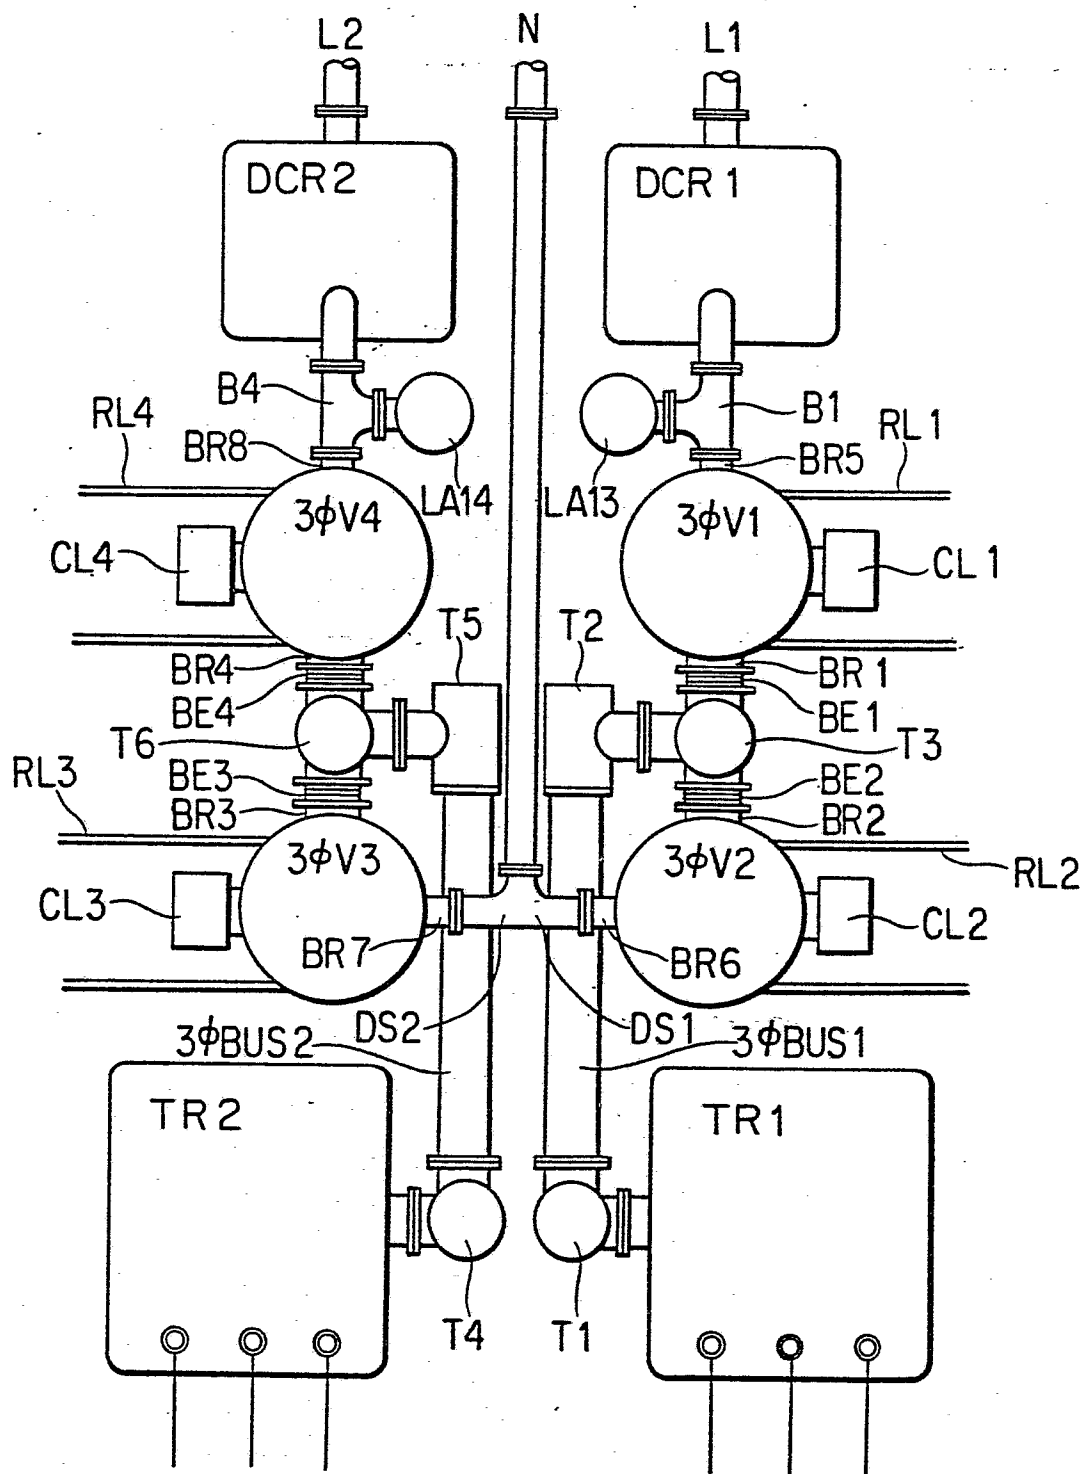 L2 N L1
DCR2 DCR1
B4 B1
RL4 RL1
BR8 BR5
LA14 LA13
3φV4 3φV1
CL4 CL1
T5 T2
BR4 BR1
BE4 BE1
T6 T3
RL3 BE3 BE2
BR3 BR2
3φV3 3φV2
RL2
CL3 CL2
BR7 BR6
DS2 DS1
3φBUS2 3φBUS1
TR2 TR1
T4 T1